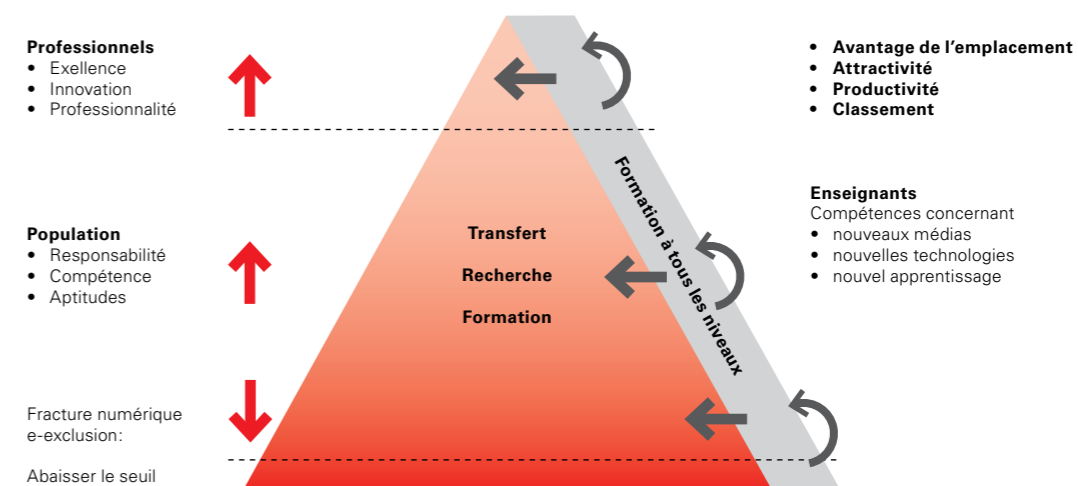 Professionnels
• Exellence
• Innovation
• Professionnalité
Population
• Responsabilité
• Compétence
• Aptitudes
Fracture numérique
e-exclusion:
Abaisser le seuil
Transfert
Recherche
Formation
Formation à tous les niveaux
• Avantage de l’emplacement
• Attractivité
• Productivité
• Classement
Enseignants
Compétences concernant
• nouveaux médias
• nouvelles technologies
• nouvel apprentissage